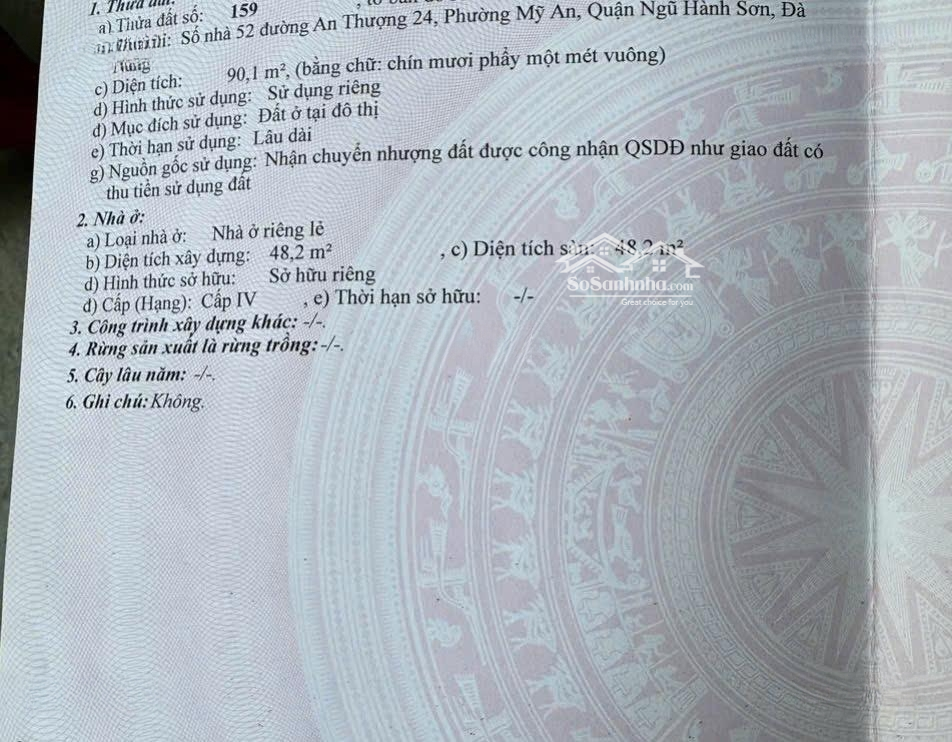 1. Thửa đất:
a) Thửa đất số: 159
Số nhà 52 đường An Thượng 24, Phường Mỹ An, Quận Ngũ Hành Sơn, Đà
c) Diện tích: 90,1 m², (bằng chữ: chín mươi phẩy một mét vuông)
d) Hình thức sử dụng: Sử dụng riêng
đ) Mục đích sử dụng: Đất ở tại đô thị
e) Thời hạn sử dụng: Lâu dài
g) Nguồn gốc sử dụng: Nhận chuyển nhượng đất được công nhận QSDĐ như giao đất có
thu tiền sử dụng đất
2. Nhà ở:
a) Loại nhà ở: Nhà ở riêng lẻ
b) Diện tích xây dựng: 48,2 m² , c) Diện tích sàn: 48,2 m²
d) Hình thức sở hữu: Sở hữu riêng
đ) Cấp (Hạng): Cấp IV , e) Thời hạn sở hữu: -/-
3. Công trình xây dựng khác: -/-.
4. Rừng sản xuất là rừng trồng: -/-.
5. Cây lâu năm: -/-.
6. Ghi chú: Không.
SoSanhnha.com
Great choice for you